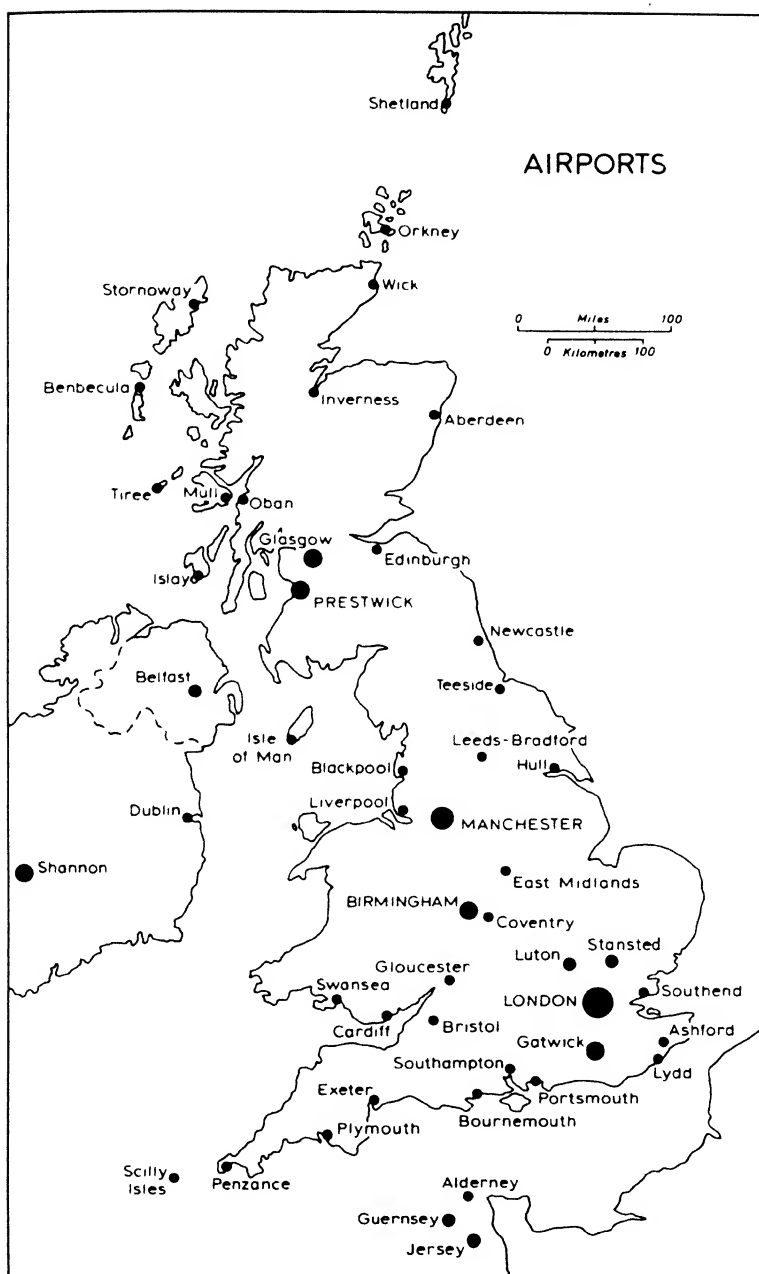 Shetland
AIRPORTS
Orkney
Wick
Stornoway
0 Miles 100
0 Kilometres 100
Benbecula
Inverness
Aberdeen
Tiree
Mull
Oban
Glasgow
Edinburgh
Islay
PRESTWICK
Newcastle
Belfast
Teeside
Isle
of Man
Leeds-Bradford
Blackpool
Hull
Liverpool
Dublin
MANCHESTER
Shannon
East Midlands
BIRMINGHAM
Coventry
Luton
Stansted
Gloucester
Swansea
LONDON
Southend
Cardiff
Bristol
Gatwick
Ashford
Southampton
Lydd
Exeter
Portsmouth
Bournemouth
Plymouth
Scilly
Isles
Penzance
Alderney
Guernsey
Jersey